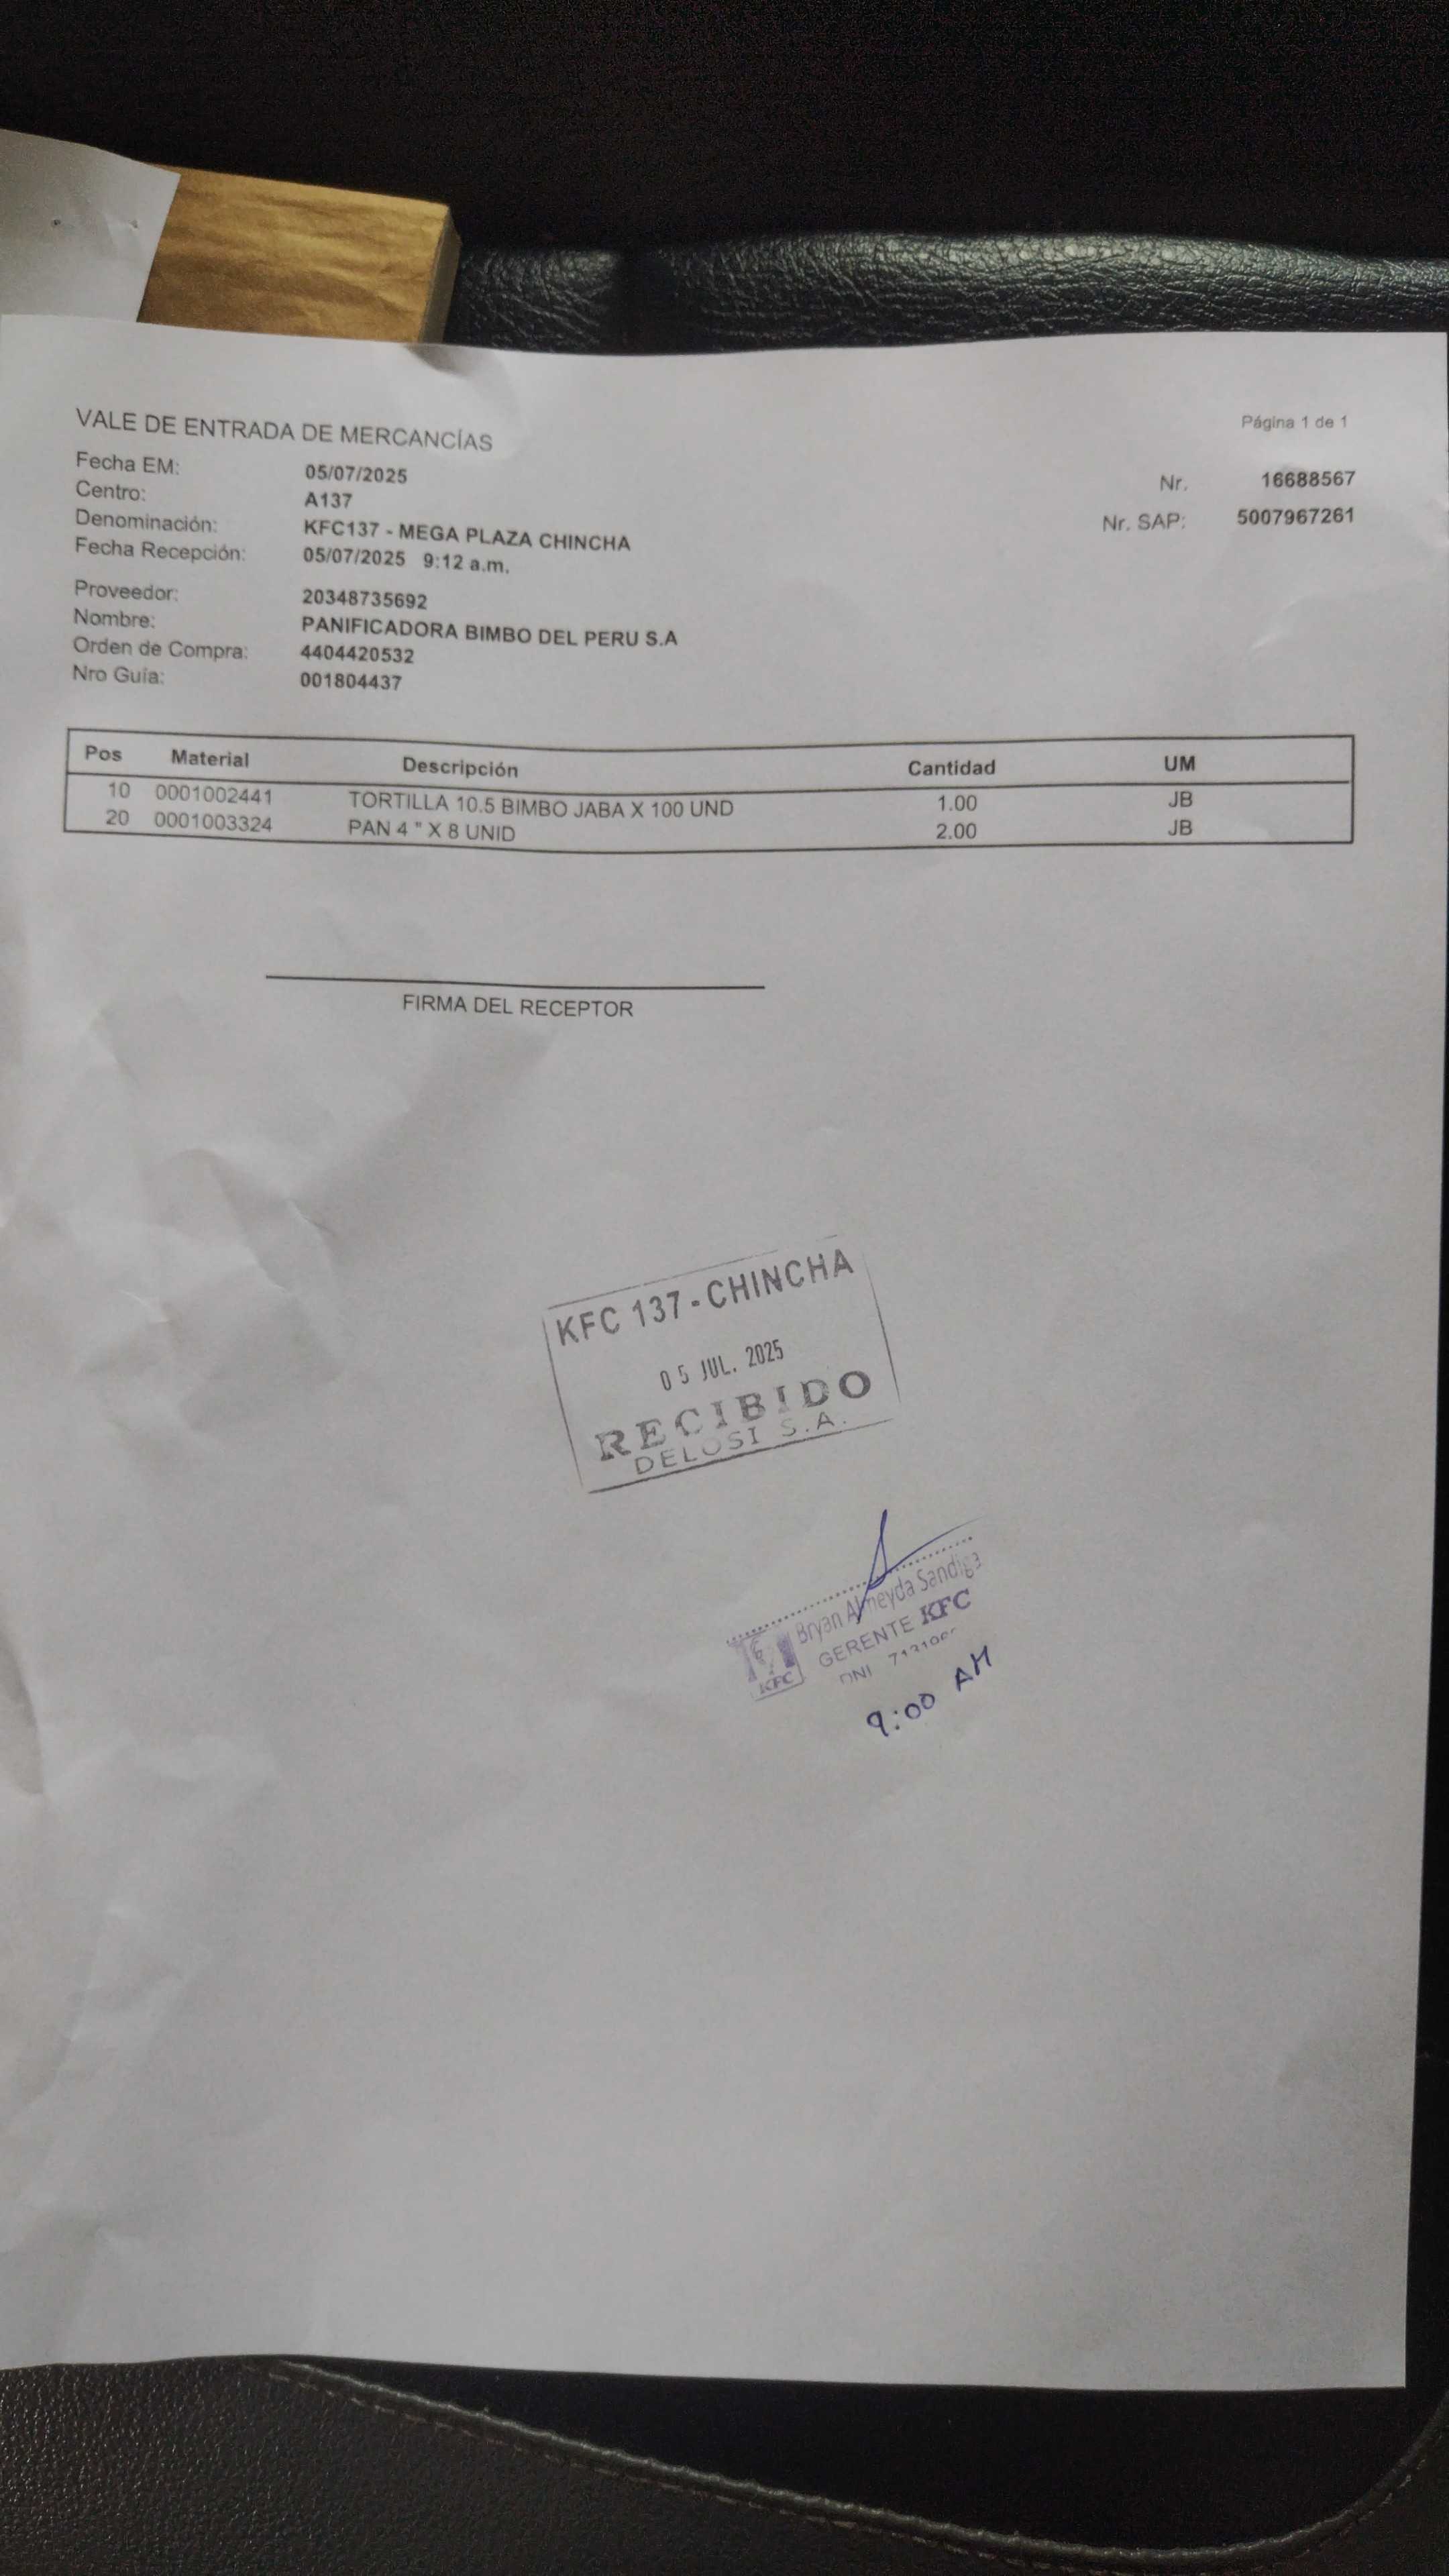 VALE DE ENTRADA DE MERCANCÍAS
Página 1 de 1
Fecha EM: 05/07/2025
Nr. 16688567
Centro: A137
Nr. SAP: 5007967261
Denominación: KFC137 - MEGA PLAZA CHINCHA
Fecha Recepción: 05/07/2025 9:12 a.m.
Proveedor: 20348735692
Nombre: PANIFICADORA BIMBO DEL PERU S.A
Orden de Compra: 4404420532
Nro Guía: 001804437
Pos Material Descripción Cantidad UM
10 0001002441 TORTILLA 10.5 BIMBO JABA X 100 UND 1.00 JB
20 0001003324 PAN 4 " X 8 UNID 2.00 JB
FIRMA DEL RECEPTOR
KFC 137 - CHINCHA
05 JUL. 2025
RECIBIDO
DELOSI S.A.
Bryan Almeyda Sandiga
GERENTE KFC
KFC DNI
9:00 AM